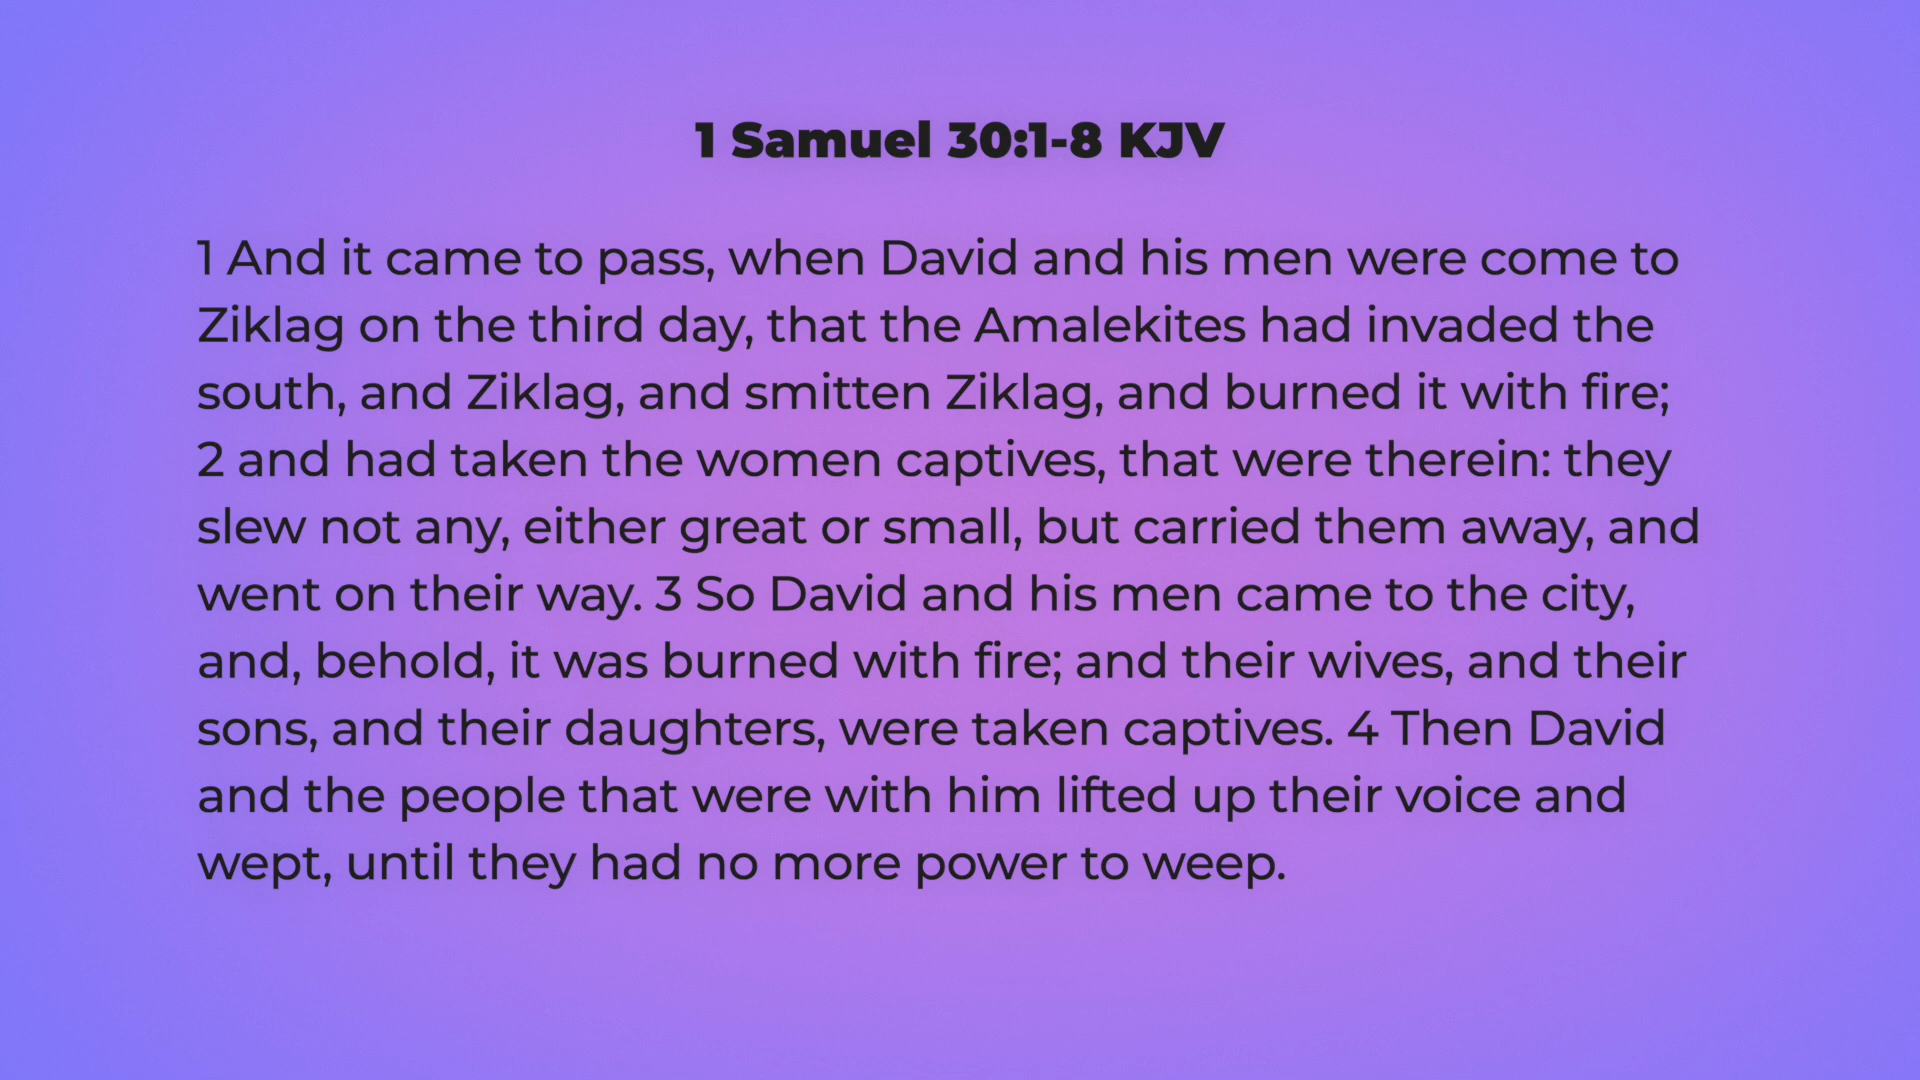 1 Samuel 30:1-8 KJV
1 And it came to pass, when David and his men were come to
Ziklag on the third day, that the Amalekites had invaded the
south, and Ziklag, and smitten Ziklag, and burned it with fire;
2 and had taken the women captives, that were therein: they
slew not any, either great or small, but carried them away, and
went on their way. 3 So David and his men came to the city,
and, behold, it was burned with fire; and their wives, and their
sons, and their daughters, were taken captives. 4 Then David
and the people that were with him lifted up their voice and
wept, until they had no more power to weep.